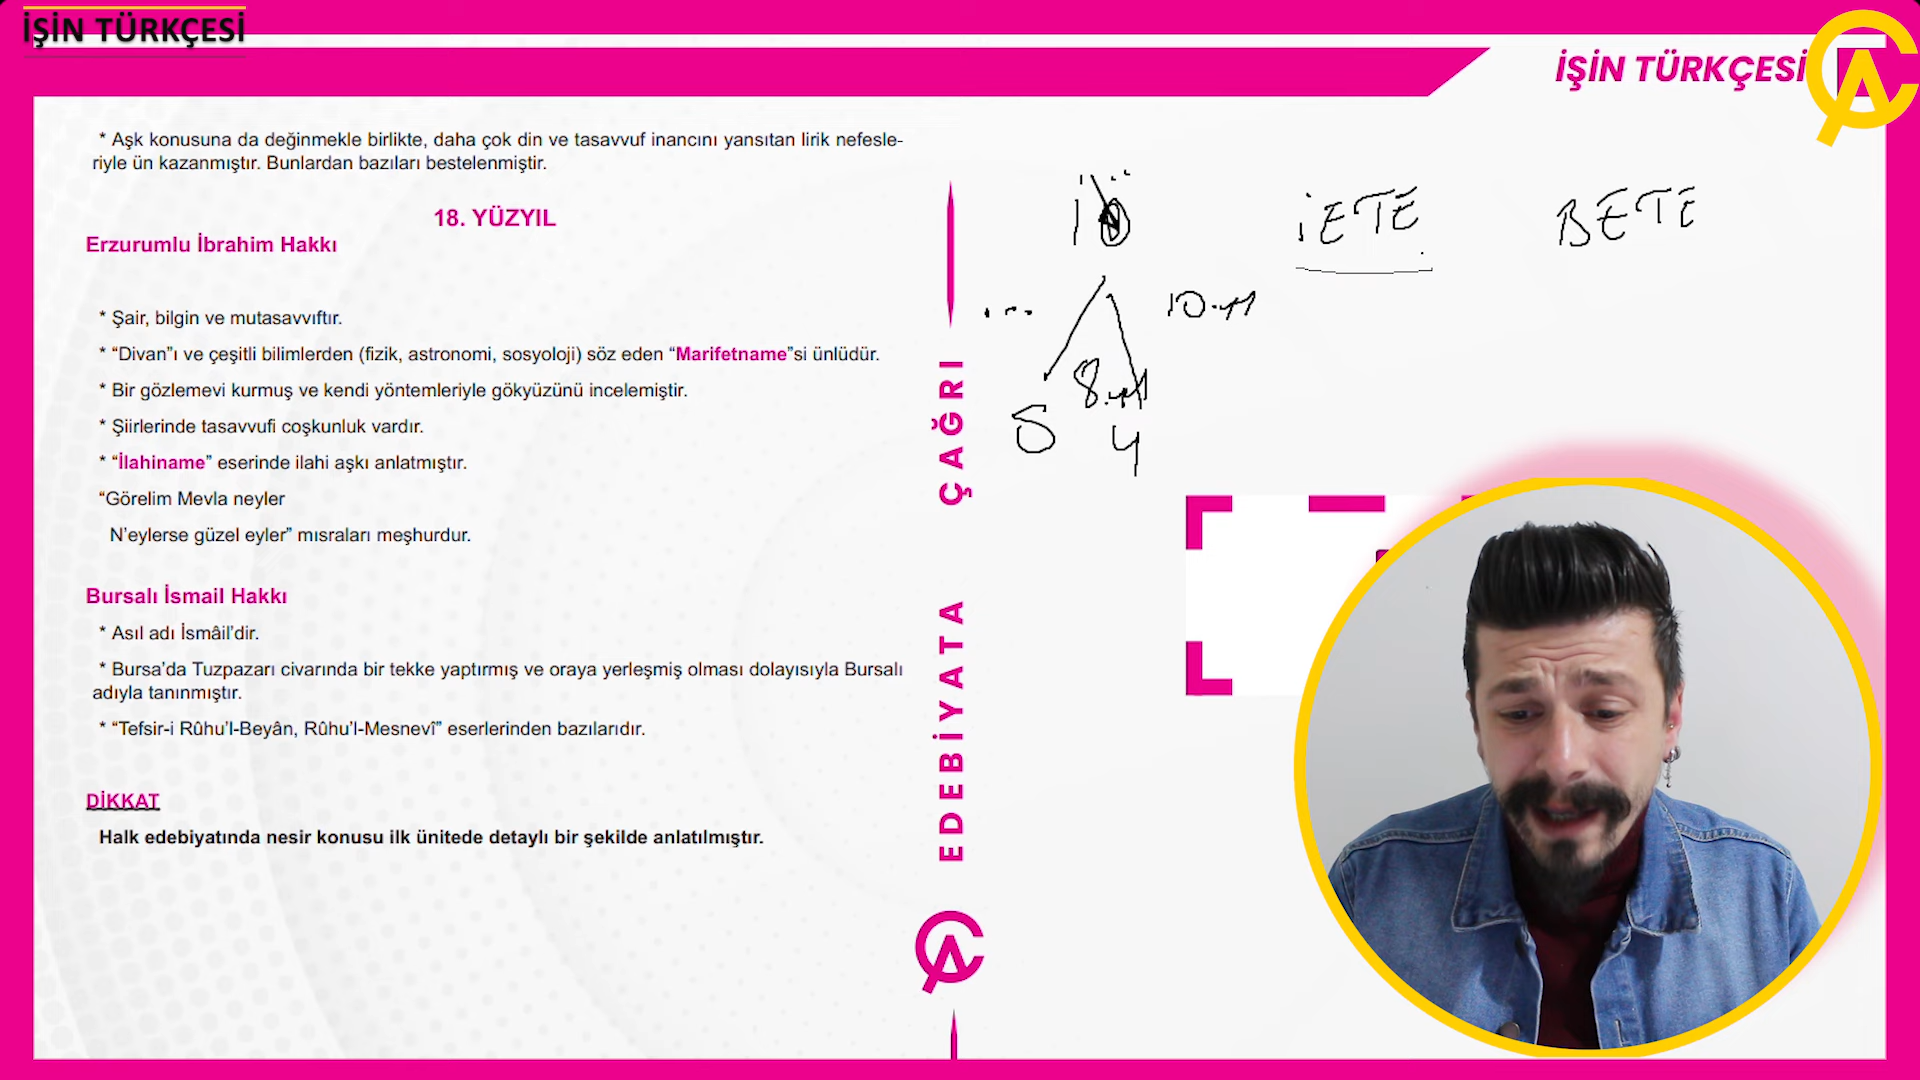 İŞİN TÜRKÇESİ
İŞİN TÜRKÇESİ
* Aşk konusuna da değinmekle birlikte, daha çok din ve tasavvuf inancını yansıtan lirik nefesle-
riyle ün kazanmıştır. Bunlardan bazıları bestelenmiştir.
18. YÜZYIL
Erzurumlu İbrahim Hakkı
* Şair, bilgin ve mutasavvıftır.
* “Divan”ı ve çeşitli bilimlerden (fizik, astronomi, sosyoloji) söz eden “Marifetname”si ünlüdür.
* Bir gözlemevi kurmuş ve kendi yöntemleriyle gökyüzünü incelemiştir.
* Şiirlerinde tasavvufi coşkunluk vardır.
* “İlahiname” eserinde ilahi aşkı anlatmıştır.
“Görelim Mevla neyler
N’eylerse güzel eyler” mısraları meşhurdur.
Bursalı İsmail Hakkı
* Asıl adı İsmâil’dir.
* Bursa’da Tuzpazarı civarında bir tekke yaptırmış ve oraya yerleşmiş olması dolayısıyla Bursalı
adıyla tanınmıştır.
* “Tefsir-i Rûhu’l-Beyân, Rûhu’l-Mesnevî” eserlerinden bazılarıdır.
DİKKAT
Halk edebiyatında nesir konusu ilk ünitede detaylı bir şekilde anlatılmıştır.
EDEBİYATA ÇAĞRI
İETE BETE